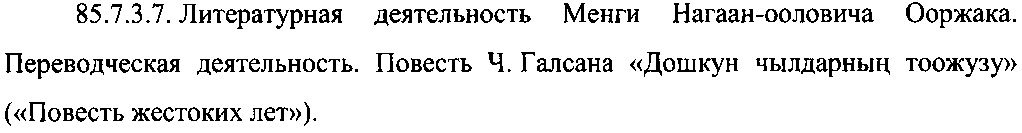 85.7.3.7. Литературная деятельность Менги Нагаан-ооловича Ооржака.
Переводческая деятельность. Повесть Ч. Галсана «Дошкун чылдарның тоожузу»
(«Повесть жестоких лет»).